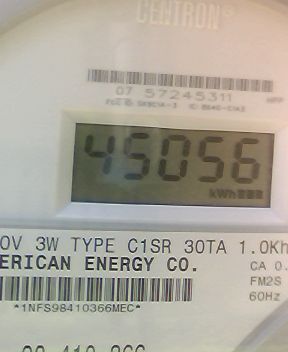 CENTRON®
07 57245311
45056
kWh
0V 3W TYPE C1SR 30TA 1.0Kh
ERICAN ENERGY CO.
CA 0.
FM2S
60Hz
*1NFS98410366MEC*